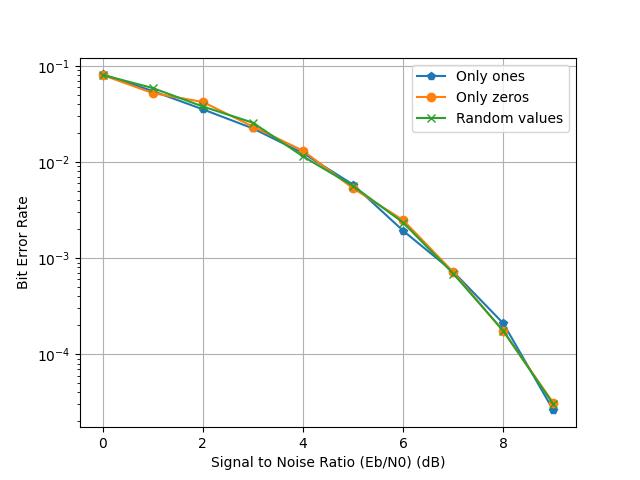 10⁻¹
10⁻²
10⁻³
10⁻⁴
Bit Error Rate
Only ones
Only zeros
Random values
0 2 4 6 8
Signal to Noise Ratio (Eb/N0) (dB)